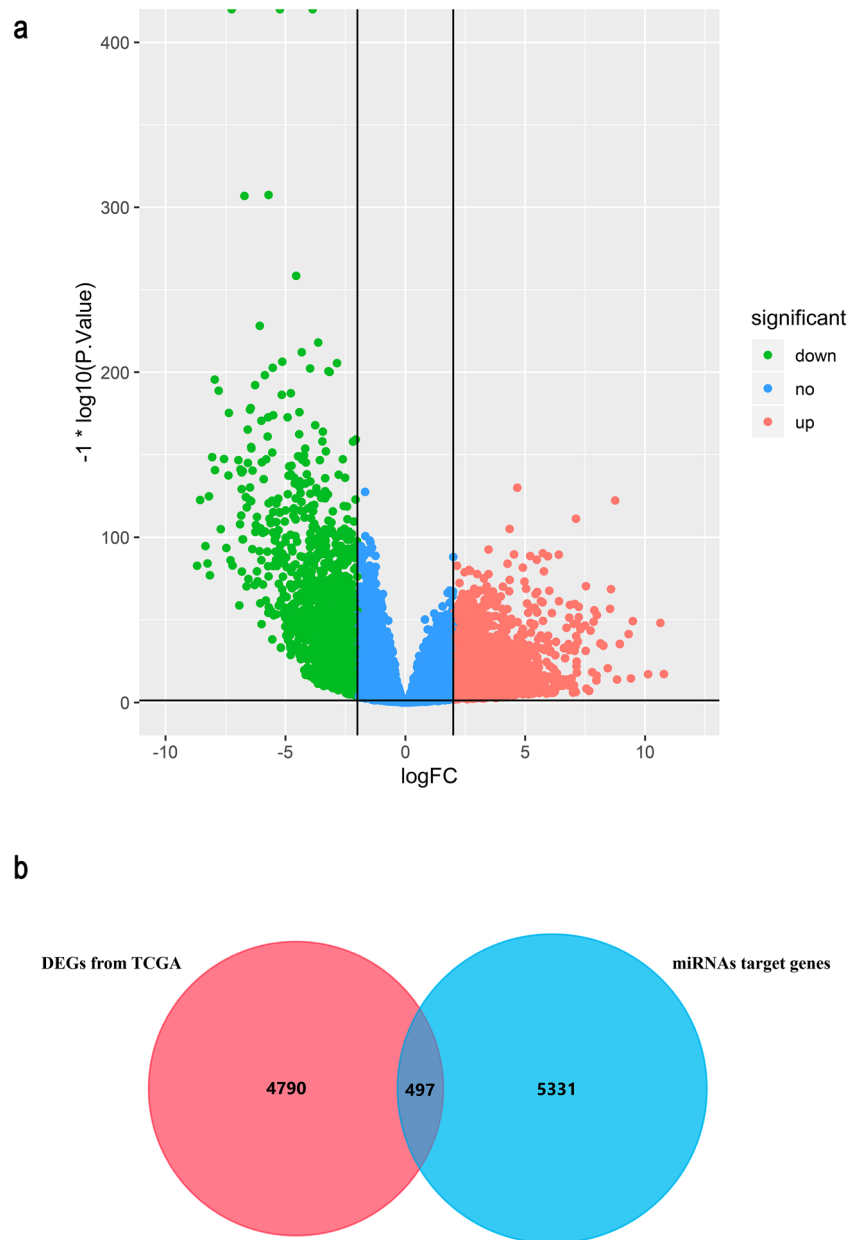 a
400
300
200
100
0
-1 * log10(P.Value)
-10 -5 0 5 10
logFC
significant
down
no
up
b
DEGs from TCGA
miRNAs target genes
4790 497 5331